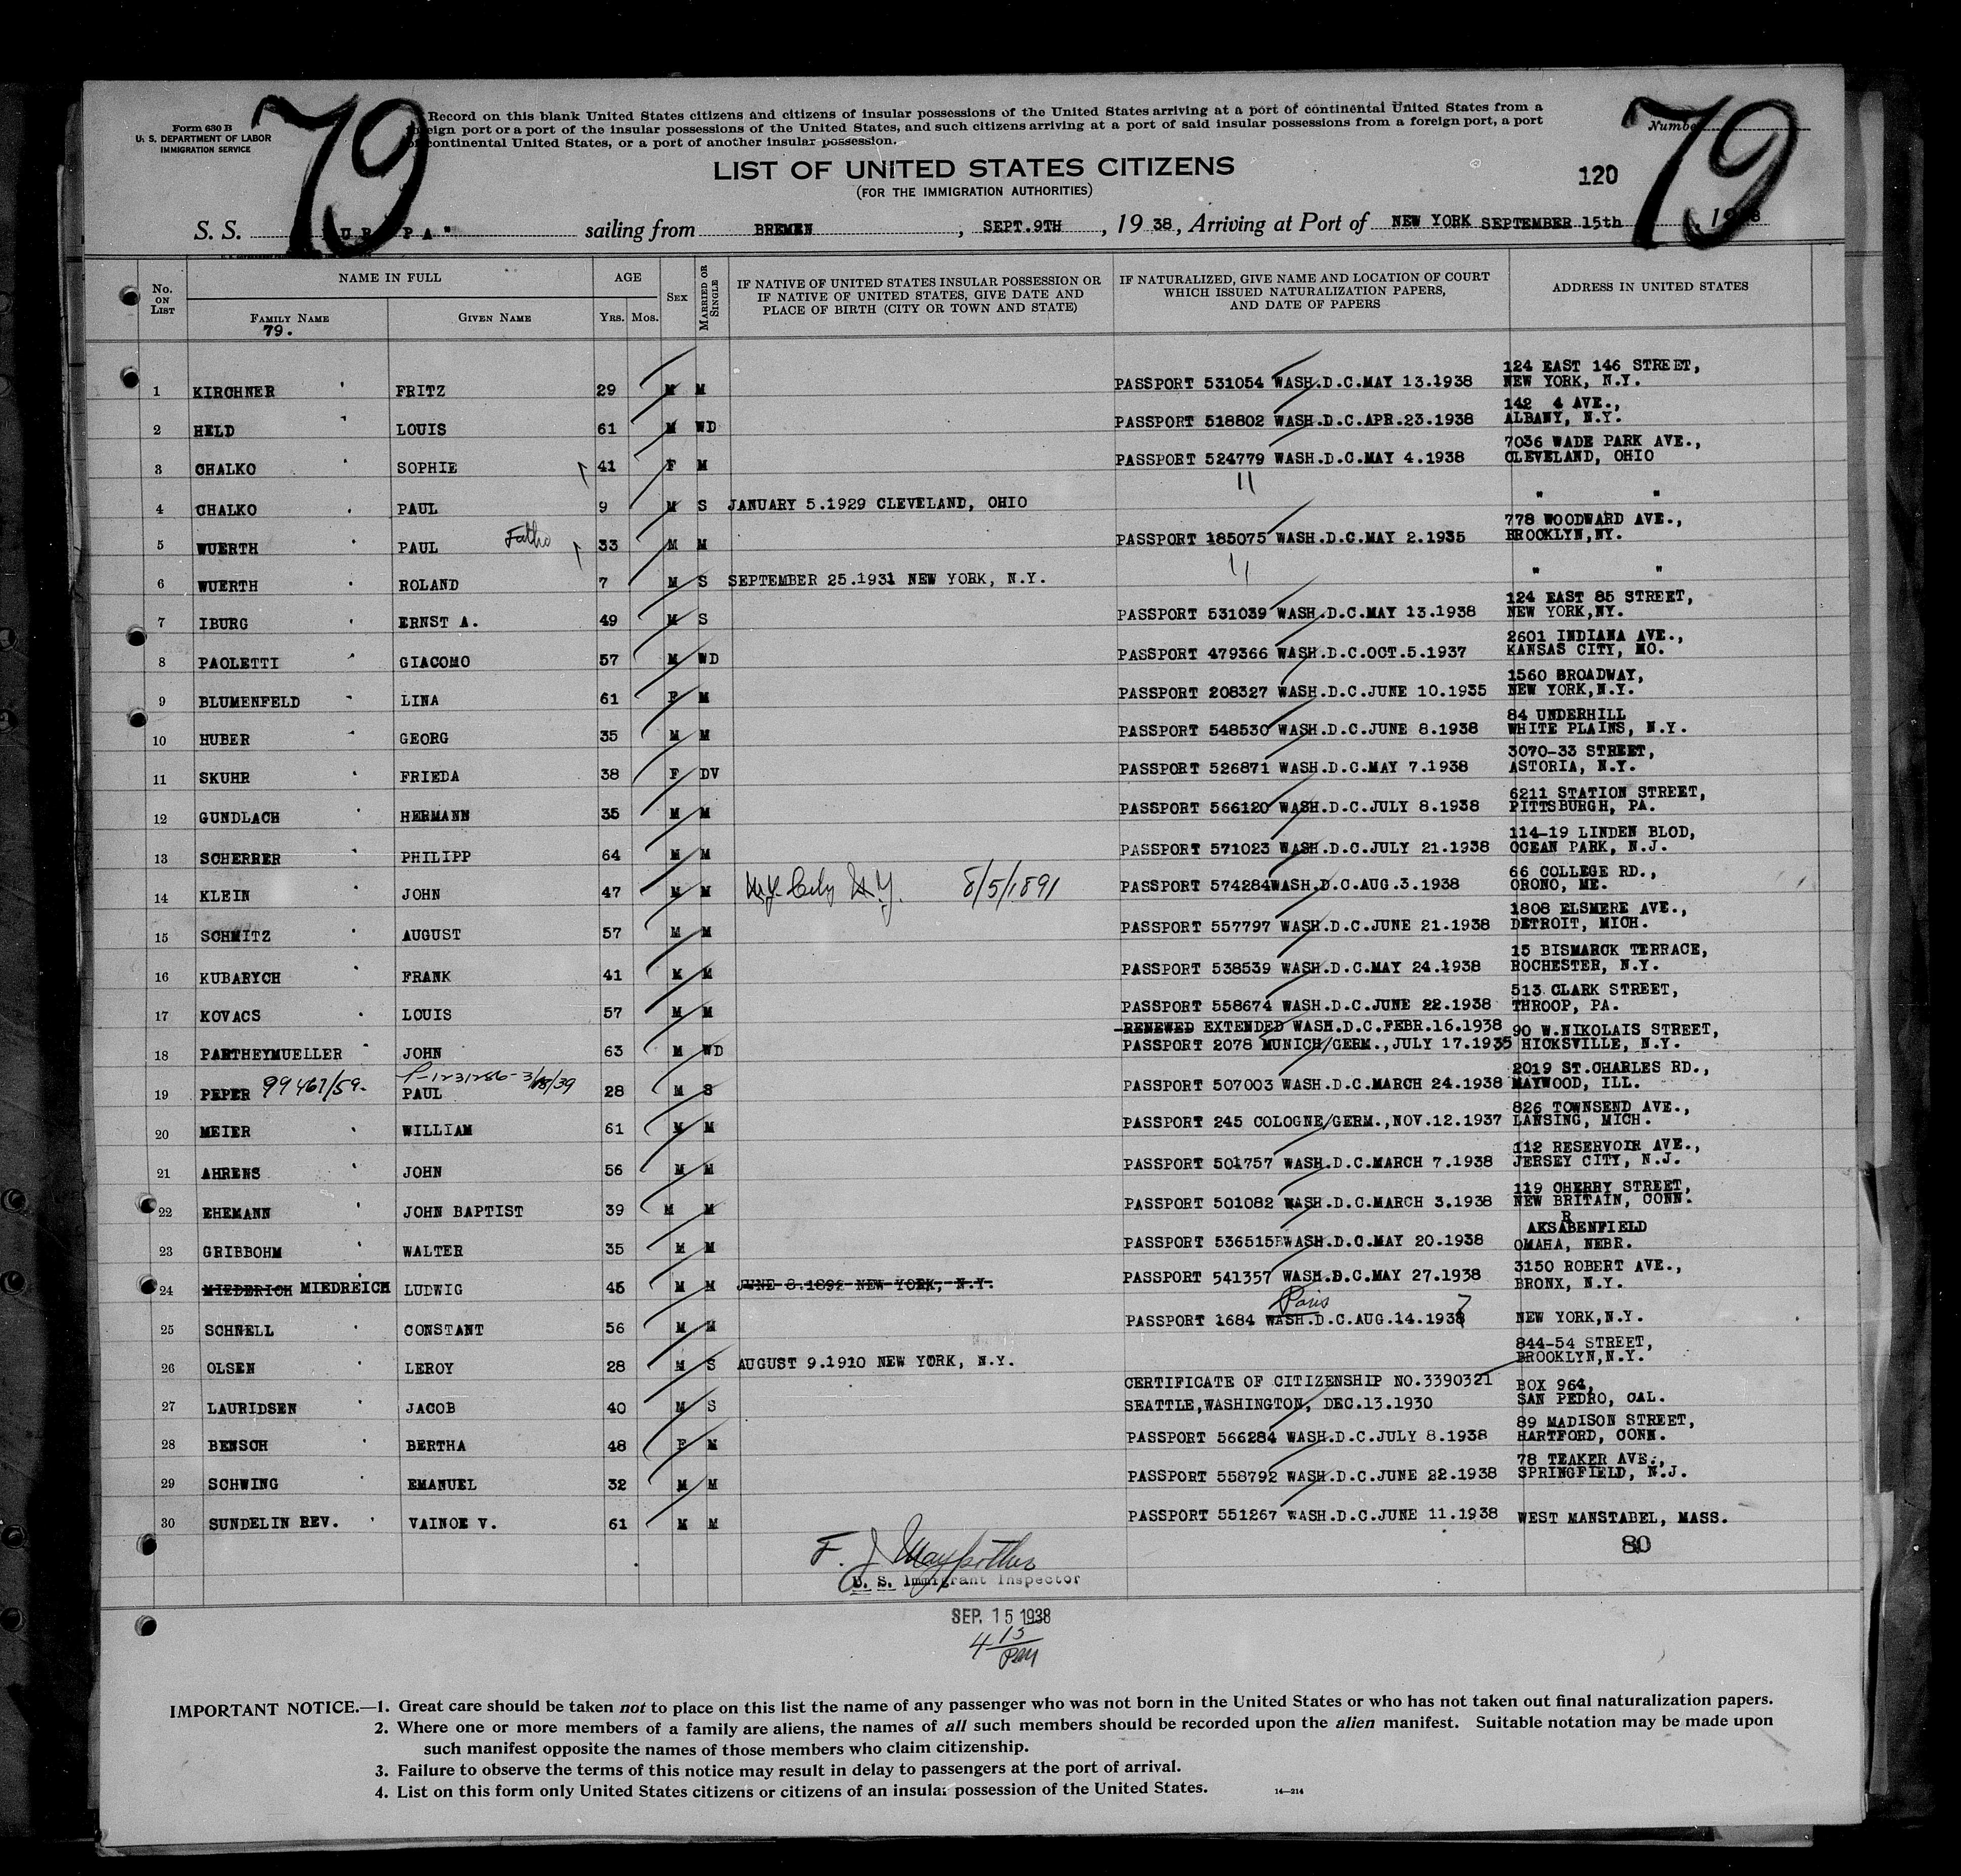 79
79
Form 630 B
U. S. DEPARTMENT OF LABOR
IMMIGRATION SERVICE
Record on this blank United States citizens and citizens of insular possessions of the United States arriving at a port of continental United States from a
foreign port or a port of the insular possessions of the United States, and such citizens arriving at a port of said insular possessions from a foreign port, a port
of continental United States, or a port of another insular possession.
Number
LIST OF UNITED STATES CITIZENS
(FOR THE IMMIGRATION AUTHORITIES)
120
S. S. EUROPA" sailing from BREMEN, SEPT.9TH, 19 38, Arriving at Port of NEW YORK SEPTEMBER 15th, 1938
No. ON LIST
NAME IN FULL
FAMILY NAME
79.
GIVEN NAME
AGE
YRS. MOS.
SEX
MARRIED OR SINGLE
IF NATIVE OF UNITED STATES INSULAR POSSESSION OR
IF NATIVE OF UNITED STATES, GIVE DATE AND
PLACE OF BIRTH (CITY OR TOWN AND STATE)
IF NATURALIZED, GIVE NAME AND LOCATION OF COURT
WHICH ISSUED NATURALIZATION PAPERS,
AND DATE OF PAPERS
ADDRESS IN UNITED STATES
1 KIRCHNER FRITZ 29 M M PASSPORT 531054 WASH.D.C.MAY 13.1938 124 EAST 146 STREET,
NEW YORK, N.Y.
2 HELD LOUIS 61 M WD PASSPORT 518802 WASH.D.C.APR.23.1938 142 4 AVE.,
ALBANY, N.Y.
3 CHALKO SOPHIE 41 F M PASSPORT 524779 WASH.D.C.MAY 4.1938 7036 WADE PARK AVE.,
CLEVELAND, OHIO
4 CHALKO PAUL 9 M S JANUARY 5.1929 CLEVELAND, OHIO " " "
5 WUERTH PAUL Father 33 M M PASSPORT 185075 WASH.D.C.MAY 2.1935 778 WOODWARD AVE.,
BROOKLYN,NY.
6 WUERTH ROLAND 7 M S SEPTEMBER 25.1931 NEW YORK, N.Y. " " "
7 IBURG ERNST A. 49 M S PASSPORT 531039 WASH.D.C.MAY 13.1938 124 EAST 85 STREET,
NEW YORK,NY.
8 PAOLETTI GIACOMO 57 M WD PASSPORT 479366 WASH.D.C.OCT.5.1937 2601 INDIANA AVE.,
KANSAS CITY, MO.
9 BLUMENFELD LINA 61 F M PASSPORT 208327 WASH.D.C.JUNE 10.1935 1560 BROADWAY,
NEW YORK,N.Y.
10 HUBER GEORG 35 M M PASSPORT 548530 WASH.D.C.JUNE 8.1938 84 UNDERHILL
WHITE PLAINS, N.Y.
11 SKUHR FRIEDA 38 F DV PASSPORT 526871 WASH.D.C.MAY 7.1938 3070-33 STREET,
ASTORIA, N.Y.
12 GUNDLACH HERMANN 35 M M PASSPORT 566120 WASH.D.C.JULY 8.1938 6211 STATION STREET,
PITTSBURGH, PA.
13 SCHERRER PHILIPP 64 M M PASSPORT 571023 WASH.D.C.JULY 21.1938 114-19 LINDEN BLOD,
OCEAN PARK, N.J.
14 KLEIN JOHN 47 M M N.Y. City N.Y. 8/5/1891 PASSPORT 574284WASH.D.C.AUG.3.1938 66 COLLEGE RD.,
ORONO, ME.
15 SCHMITZ AUGUST 57 M M PASSPORT 557797 WASH.D.C.JUNE 21.1938 1808 ELSMERE AVE.,
DETROIT, MICH.
16 KUBARYCH FRANK 41 M M PASSPORT 538539 WASH.D.C.MAY 24.1938 15 BISMARCK TERRACE,
ROCHESTER, N.Y.
17 KOVACS LOUIS 57 M M PASSPORT 558674 WASH.D.C.JUNE 22.1938 513 CLARK STREET,
THROOP, PA.
RENEWED EXTENDED WASH.D.C.FEBR.16.1938 90 W.NIKOLAIS STREET,
18 PARTHEYMUELLER JOHN 63 M WD PASSPORT 2078 MUNICH/GERM.,JULY 17.1935 HICKSVILLE, N.Y.
19 PEPER 99467/59. P-1231286-3/18/39 PAUL 28 M S PASSPORT 507003 WASH.D.C.MARCH 24.1938 2019 ST.CHARLES RD.,
MAYWOOD, ILL.
20 MEIER WILLIAM 61 M M PASSPORT 245 COLOGNE/GERM.,NOV.12.1937 826 TOWNSEND AVE.,
LANSING, MICH.
21 AHRENS JOHN 56 M M PASSPORT 501757 WASH.D.C.MARCH 7.1938 112 RESERVOIR AVE.,
JERSEY CITY, N.J.
22 EHEMANN JOHN BAPTIST 39 M M PASSPORT 501082 WASH.D.C.MARCH 3.1938 119 CHERRY STREET,
NEW BRITAIN, CONN.
23 GRIBBOHM WALTER 35 M M PASSPORT 536515 WASH.D.C.MAY 20.1938 R
AKSABENFIELD
OMAHA, NEBR.
24 MIEDERICH MIEDREICH LUDWIG 45 M M JUNE 8.1892 NEW YORK, N.Y. PASSPORT 541357 WASH.D.C.MAY 27.1938 3150 ROBERT AVE.,
BRONX, N.Y.
Paris 7
25 SCHNELL CONSTANT 56 M M PASSPORT 1684 WASH.D.C.AUG.14.1938 NEW YORK,N.Y.
26 OLSEN LEROY 28 M S AUGUST 9.1910 NEW YORK, N.Y. 844-54 STREET,
BROOKLYN,N.Y.
CERTIFICATE OF CITIZENSHIP NO.3390321 BOX 964,
27 LAURIDSEN JACOB 40 M S SEATTLE,WASHINGTON, DEC.13.1930 SAN PEDRO, CAL.
28 BENSCH BERTHA 48 F M PASSPORT 566284 WASH.D.C.JULY 8.1938 89 MADISON STREET,
HARTFORD, CONN.
29 SCHWING EMANUEL 32 M M PASSPORT 558792 WASH.D.C.JUNE 22.1938 78 TEAKER AVE.,
SPRINGFIELD, N.J.
30 SUNDELIN REV. VAINOE V. 61 M M PASSPORT 551267 WASH.D.C.JUNE 11.1938 WEST MANSTABEL, MASS.
80
F. J.
U. S. Immigrant Inspector
SEP. 15 1938
4 15 PM
IMPORTANT NOTICE.—1. Great care should be taken not to place on this list the name of any passenger who was not born in the United States or who has not taken out final naturalization papers.
2. Where one or more members of a family are aliens, the names of all such members should be recorded upon the alien manifest. Suitable notation may be made upon
such manifest opposite the names of those members who claim citizenship.
3. Failure to observe the terms of this notice may result in delay to passengers at the port of arrival.
4. List on this form only United States citizens or citizens of an insular possession of the United States.
14—214